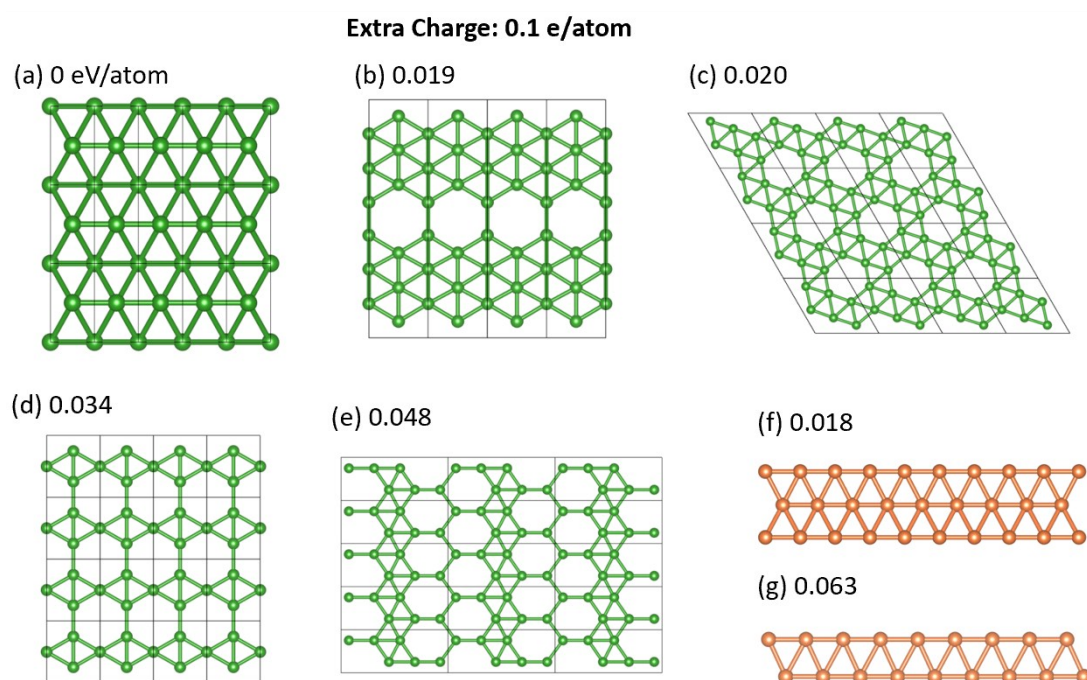 Extra Charge: 0.1 e/atom
(a) 0 eV/atom
(b) 0.019
(c) 0.020
(d) 0.034
(e) 0.048
(f) 0.018
(g) 0.063